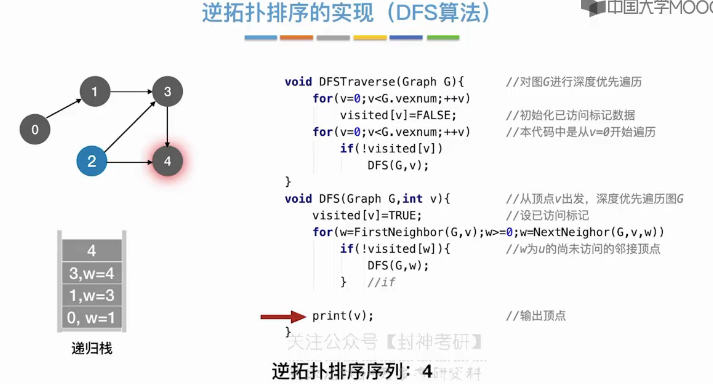 逆拓扑排序的实现（DFS算法）
中国大学MOOC
0
1
3
2
4
void DFSTraverse(Graph G){ //对图G进行深度优先遍历
for(v=0;v<G.vexnum;++v)
visited[v]=FALSE; //初始化已访问标记数据
for(v=0;v<G.vexnum;++v) //本代码中是从v=0开始遍历
if(!visited[v])
DFS(G,v);
}
void DFS(Graph G,int v){ //从顶点v出发，深度优先遍历图G
visited[v]=TRUE; //设已访问标记
for(w=FirstNeighbor(G,v);w>=0;w=NextNeighor(G,v,w))
if(!visited[w]){ //w为u的尚未访问的邻接顶点
DFS(G,w);
} //if
print(v); //输出顶点
}
4
3,w=4
1,w=3
0, w=1
递归栈
关注公众号【封神考研】
逆拓扑排序序列：4